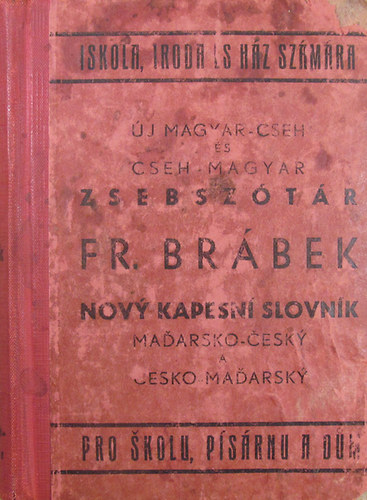 ISKOLA, IRODA ÉS HÁZ SZÁMÁRA
ÚJ MAGYAR-CSEH
ÉS
CSEH-MAGYAR
ZSEBSZÓTÁR
FR. BRÁBEK
NOVÝ KAPESNÍ SLOVNÍK
MAĎARSKO-ČESKÝ
A
ČESKO-MAĎARSKÝ
PRO ŠKOLU, PÍSÁRNU A DŮM